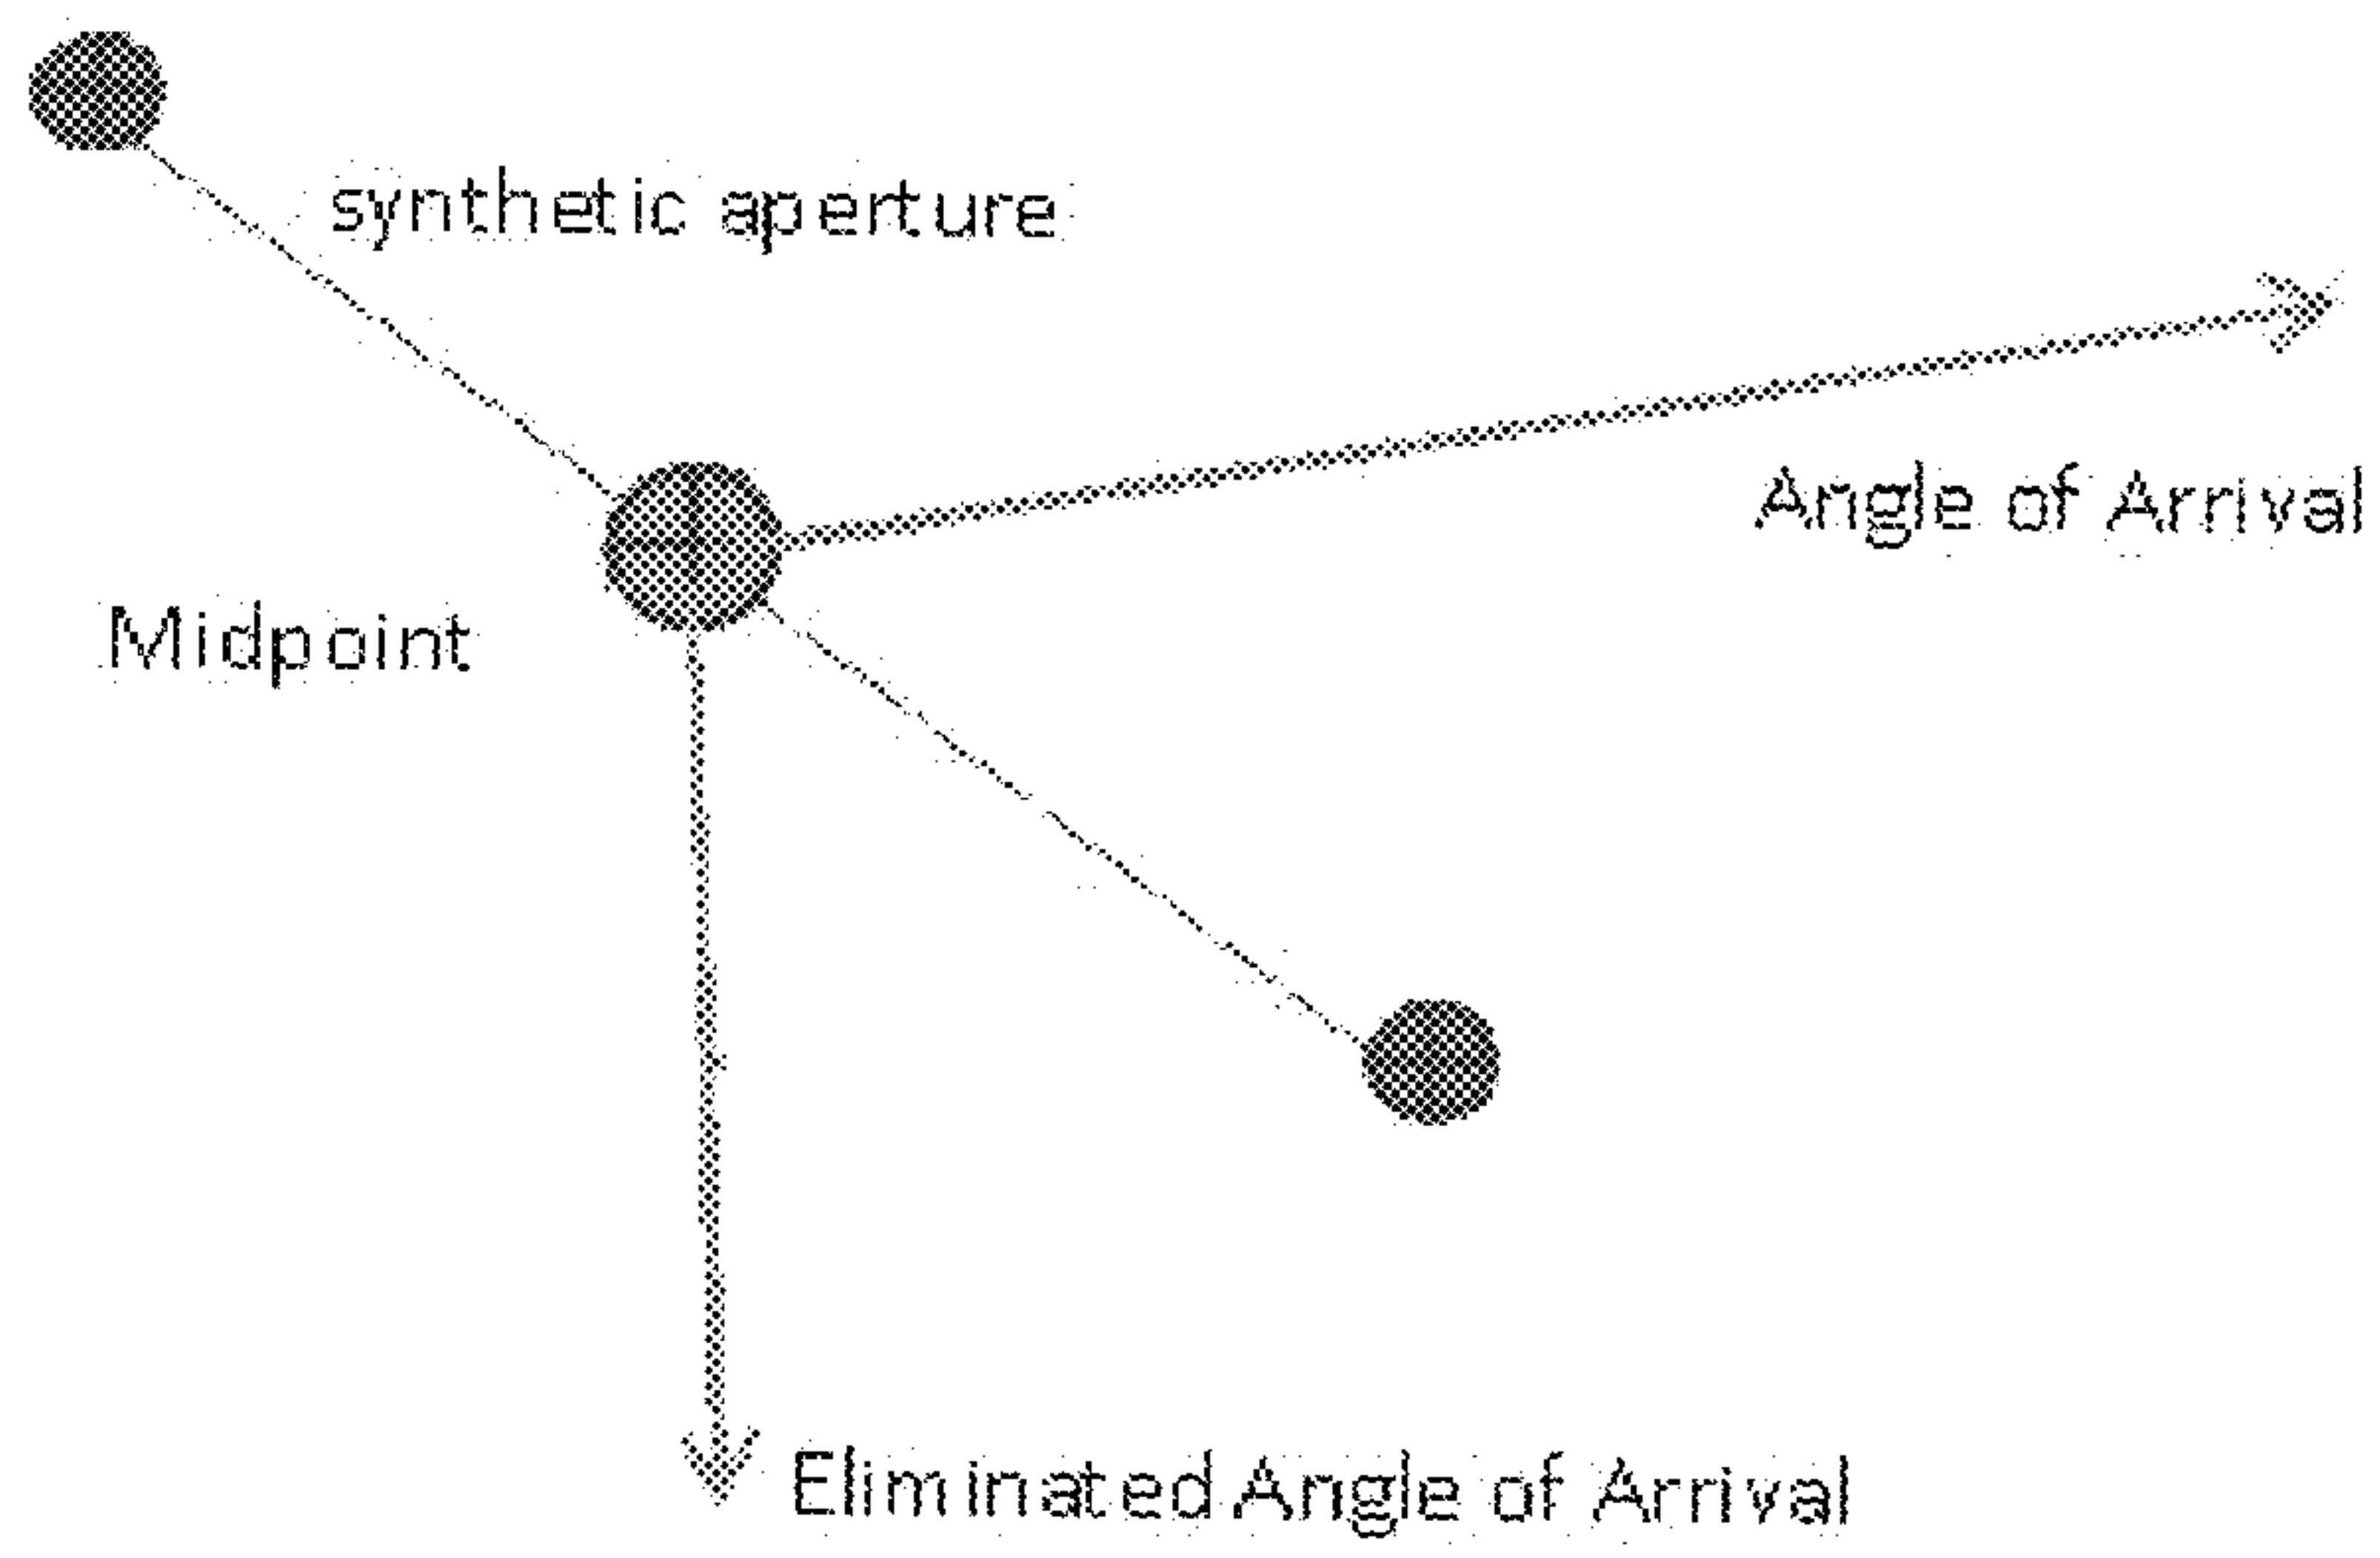 synthetic aperture
Angle of Arrival
Midpoint
Eliminated Angle of Arrival